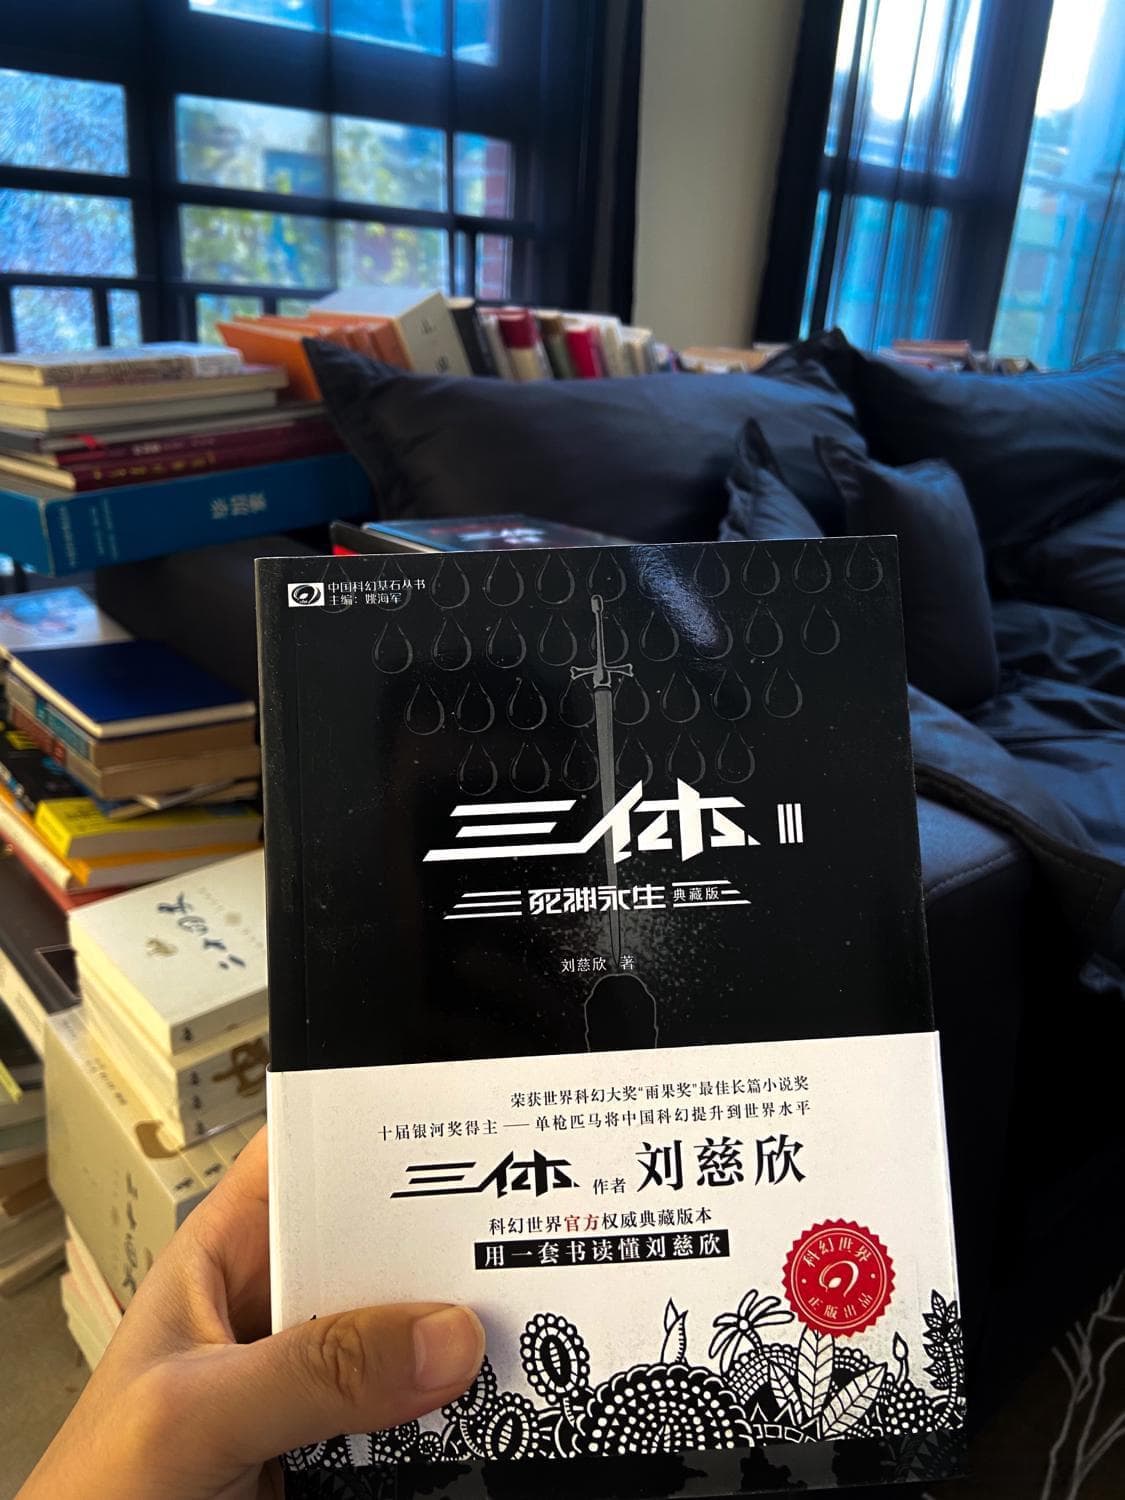 中国科幻基石丛书
主编：姚海军
三体 III
死神永生 典藏版
刘慈欣 著
荣获世界科幻大奖“雨果奖”最佳长篇小说奖
十届银河奖得主 —— 单枪匹马将中国科幻提升到世界水平
三体 作者 刘慈欣
科幻世界官方权威典藏版本
用一套书读懂刘慈欣
科幻世界
正版出品